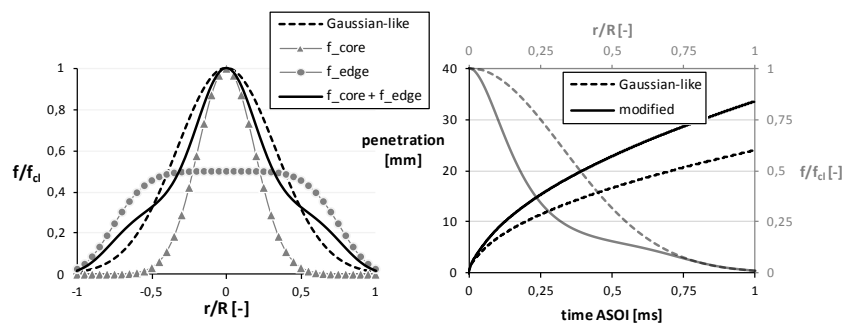 Gaussian-like
f_core
f_edge
f_core + f_edge
1
0,8
0,6
0,4
0,2
0
f/f_cl
-1 -0,5 0 0,5 1
r/R [-]
r/R [-]
0 0,25 0,5 0,75 1
Gaussian-like
modified
penetration
[mm]
40
30
20
10
0
1
0,75
0,5
0,25
0
f/f_cl [-]
0 0,25 0,5 0,75 1
time ASOI [ms]